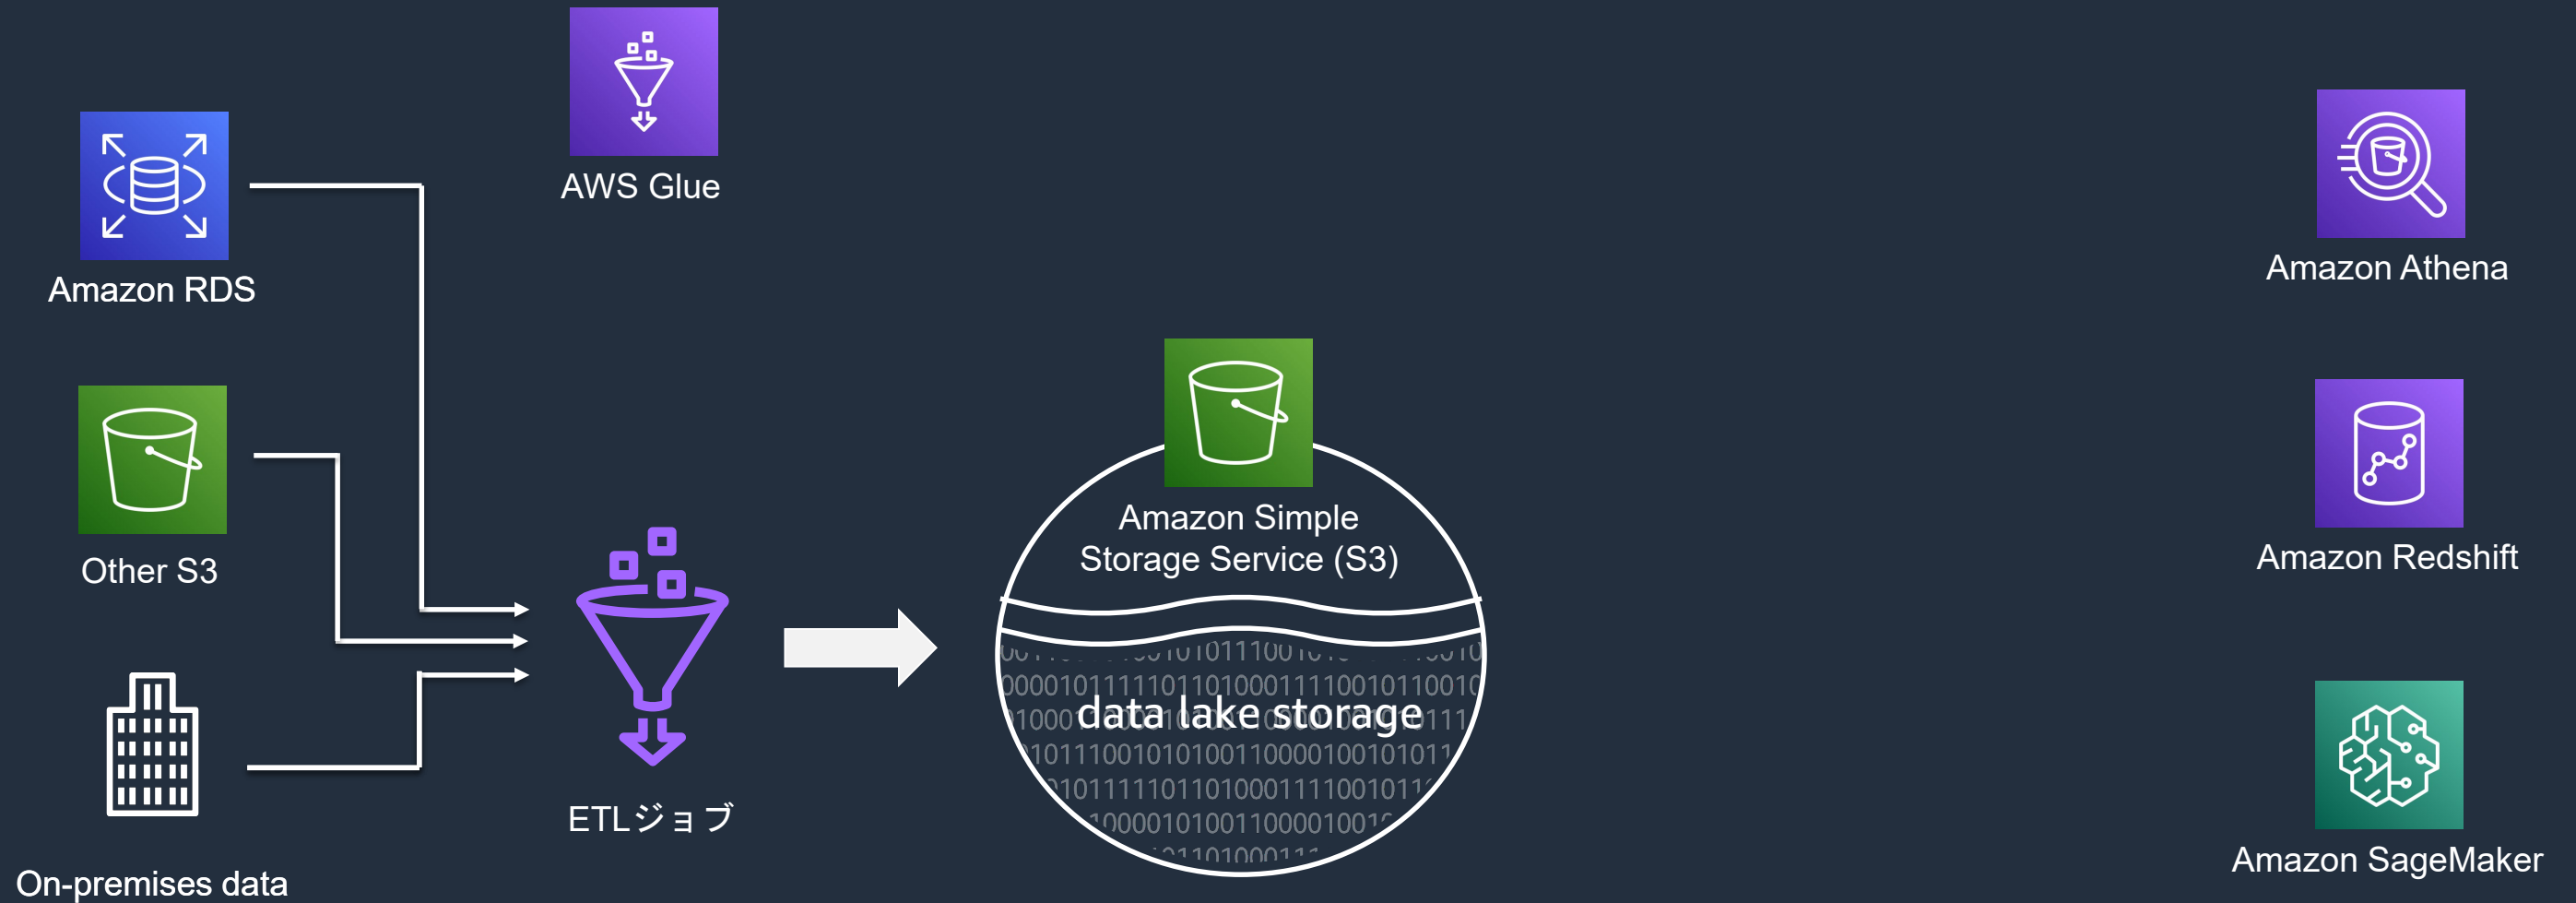 AWS Glue
Amazon RDS
Other S3
On-premises data
ETLジョブ
Amazon Simple
Storage Service (S3)
data lake storage
Amazon Athena
Amazon Redshift
Amazon SageMaker